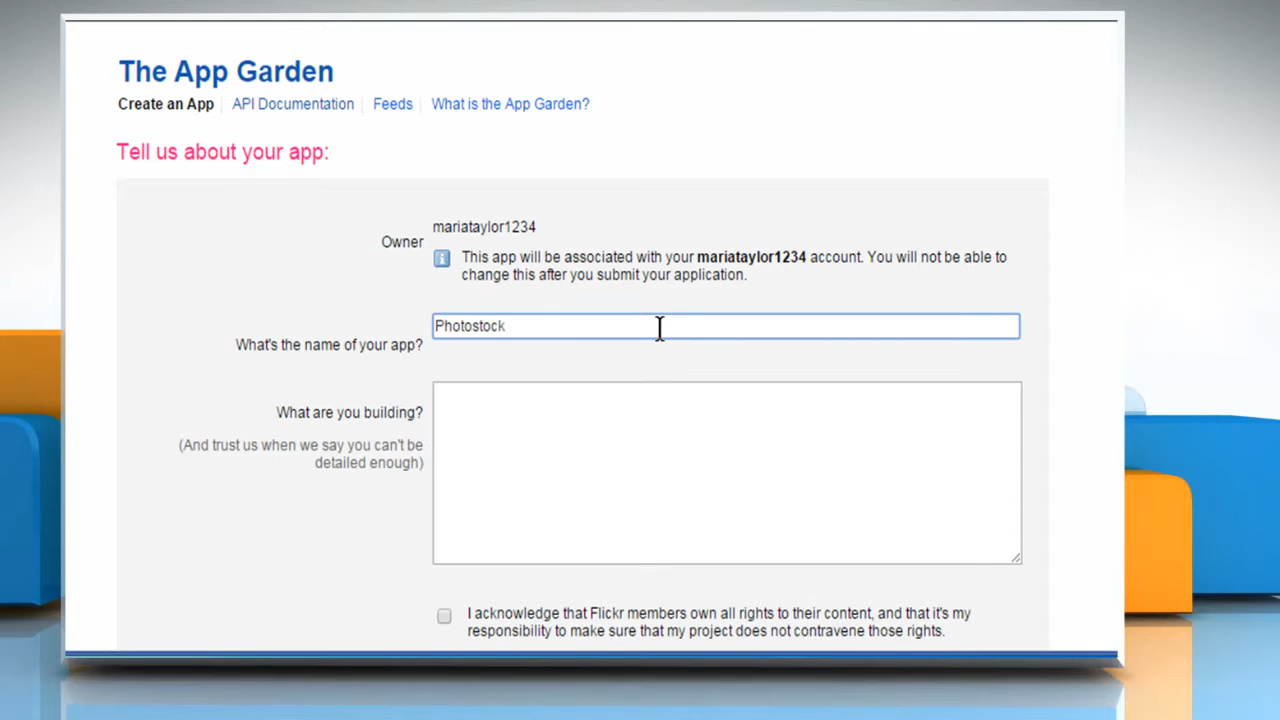 The App Garden
Create an App API Documentation Feeds What is the App Garden?
Tell us about your app:
Owner
mariataylor1234
This app will be associated with your mariataylor1234 account. You will not be able to
change this after you submit your application.
What's the name of your app?
Photostock
What are you building?
(And trust us when we say you can't be
detailed enough)
I acknowledge that Flickr members own all rights to their content, and that it's my
responsibility to make sure that my project does not contravene those rights.